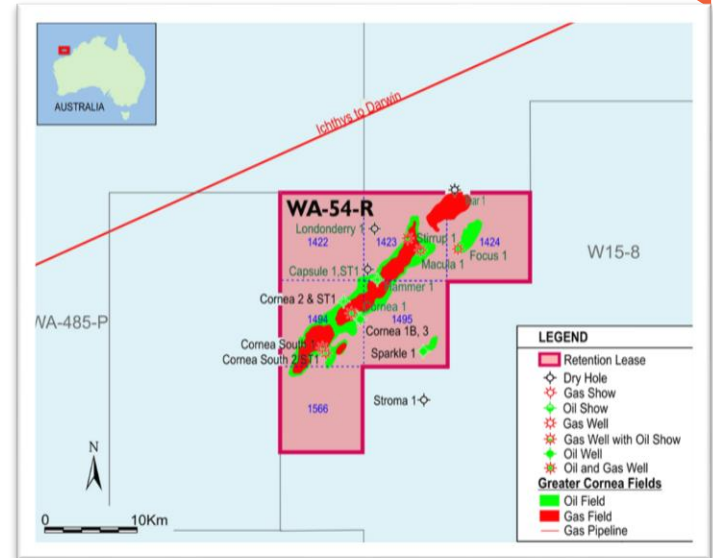 AUSTRALIA
Ichthys to Darwin
WA-54-R
Londonderry 1
1422
1423
Stirrup 1
1424
Focus 1
Macula 1
W15-8
Capsule 1,ST1
Cornea 2 & ST1
Cornea 1
1494
1495
WA-485-P
Cornea 1B, 3
Cornea South 1
Sparkle 1
Cornea South 2,ST1
Stroma 1
1566
N
0 10Km
LEGEND
Retention Lease
Dry Hole
Gas Show
Oil Show
Gas Well
Gas Well with Oil Show
Oil Well
Oil and Gas Well
Greater Cornea Fields
Oil Field
Gas Field
Gas Pipeline